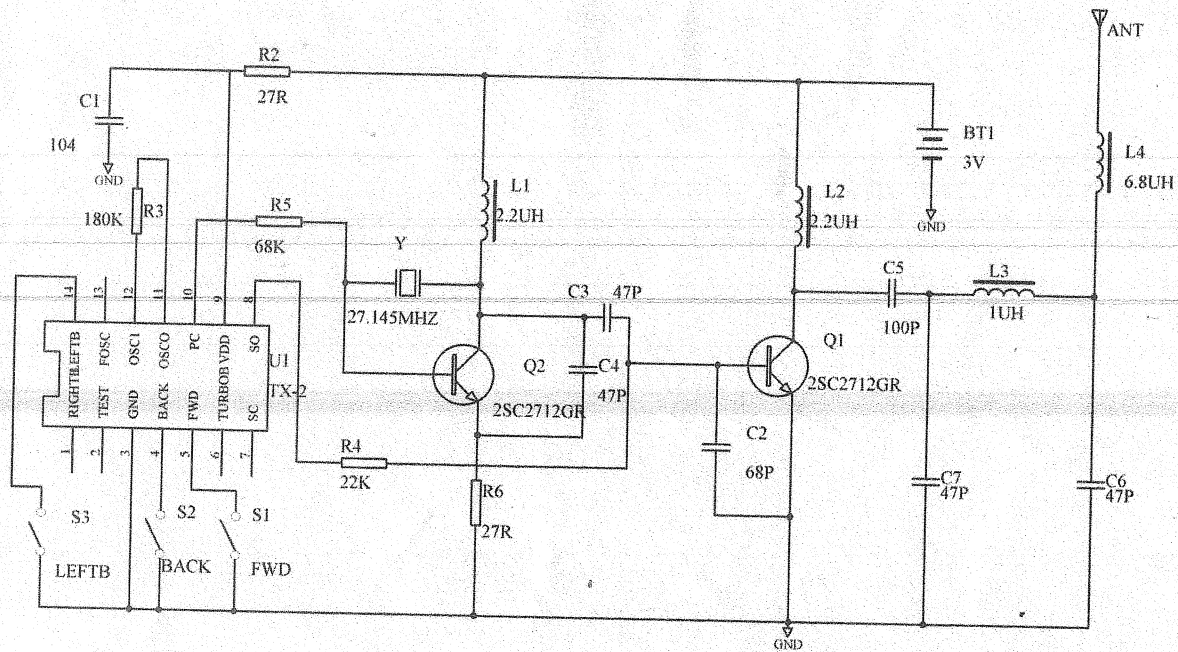 ANT
R2
27R
C1
104
GND
BT1
3V
L4
6.8UH
L1
2.2UH
L2
2.2UH
R3
180K
R5
68K
GND
Y
27.145MHZ
C3
47P
C5
100P
L3
1UH
14
13
12
11
10
9
8
LEFTB
FOSC
OSCI
OSCO
PC
VDD
SO
U1
TX-2
RIGHTB
TEST
GND
BACK
FWD
TURBOB
SC
1
2
3
4
5
6
7
Q2
2SC2712GR
C4
47P
Q1
2SC2712GR
C2
68P
R4
22K
R6
27R
C7
47P
C6
47P
S3
LEFTB
S2
BACK
S1
FWD
GND